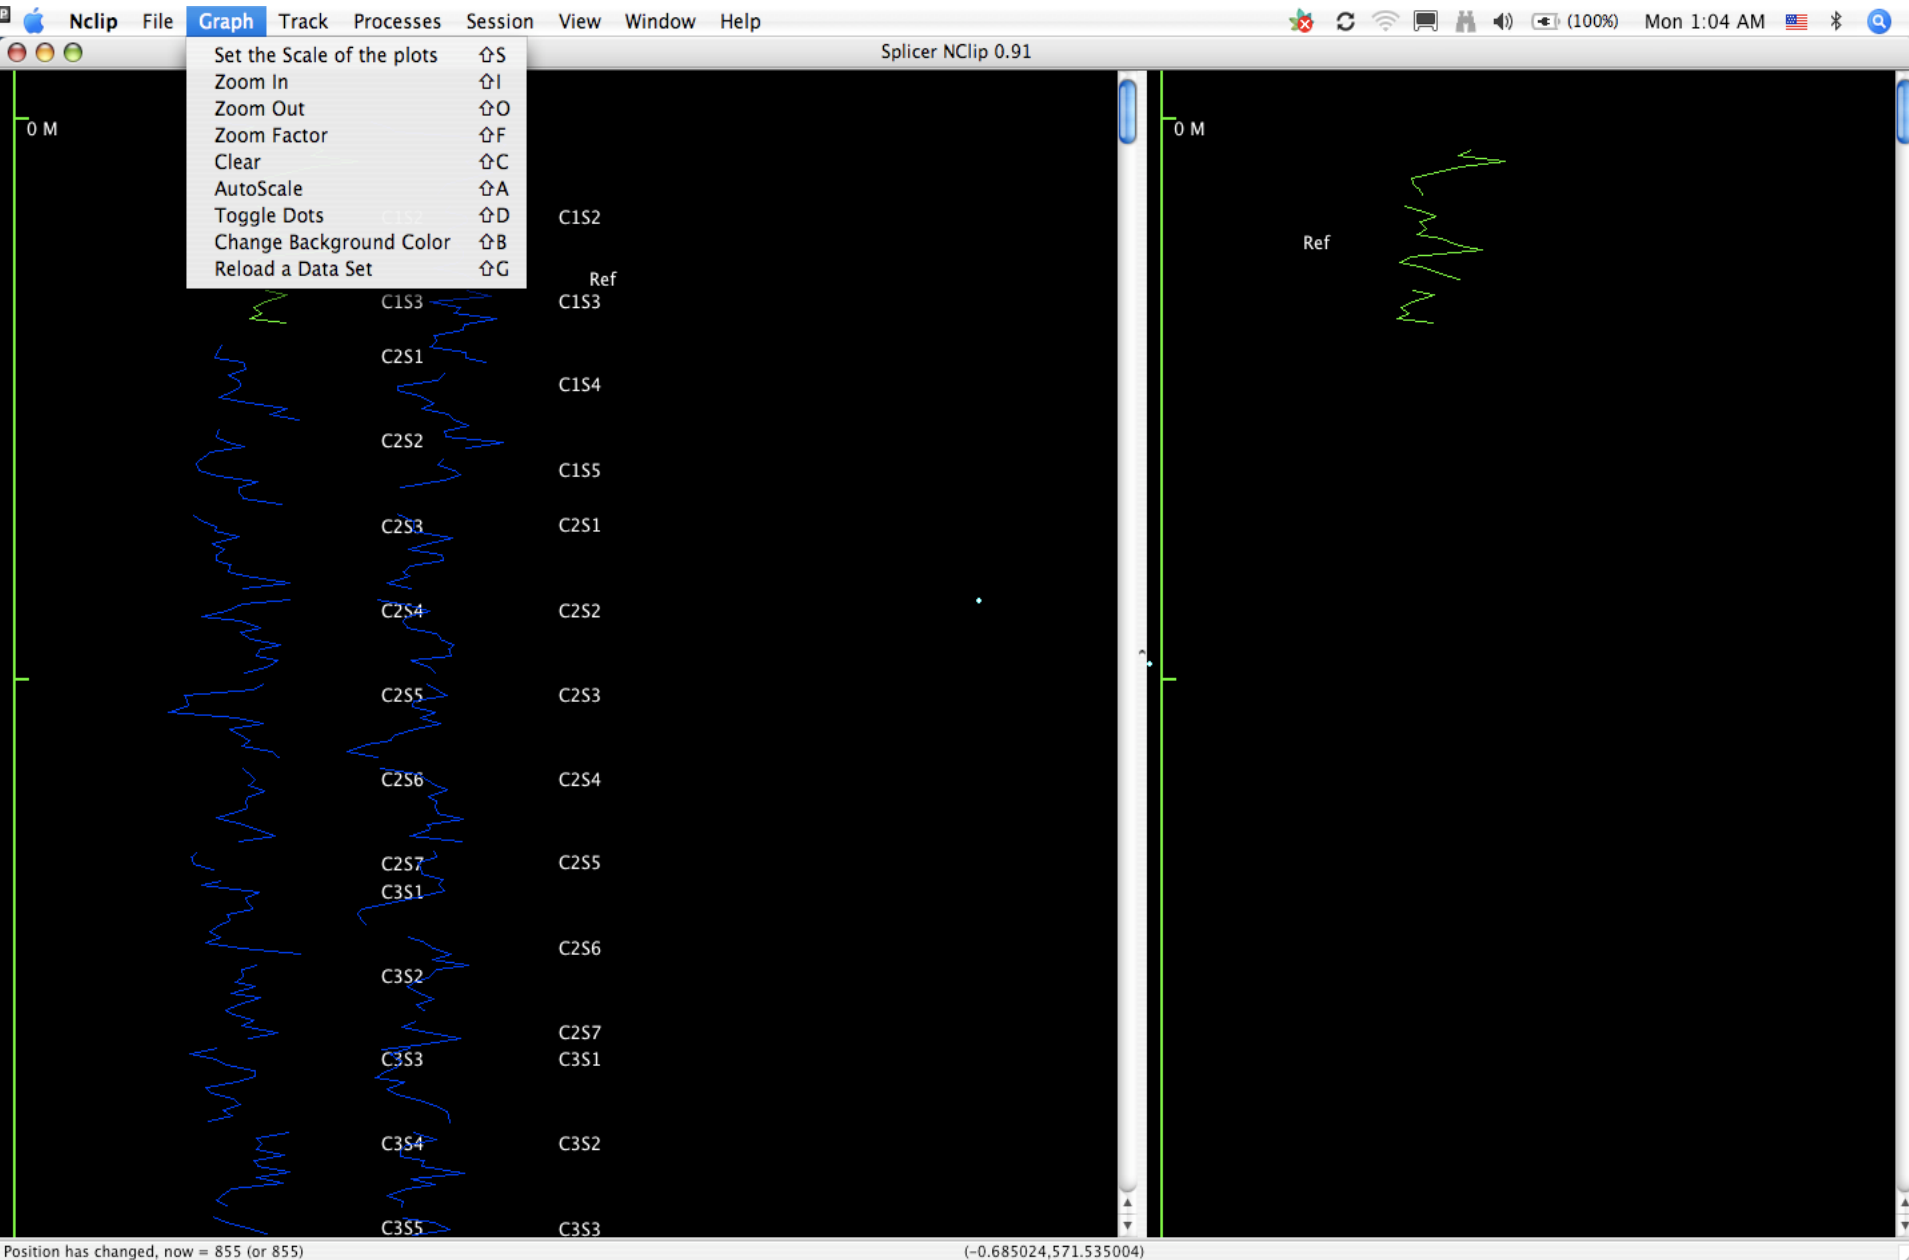 Nclip File Graph Track Processes Session View Window Help (100%) Mon 1:04 AM
Splicer NClip 0.91
Set the Scale of the plots ⇧S
Zoom In ⇧I
Zoom Out ⇧O
Zoom Factor ⇧F
Clear ⇧C
AutoScale ⇧A
Toggle Dots ⇧D
Change Background Color ⇧B
Reload a Data Set ⇧G
0 M
C1S2
C1S3
C2S1
C2S2
C2S3
C2S4
C2S5
C2S6
C2S7
C3S1
C3S2
C3S3
C3S4
C3S5
C1S2
Ref
C1S3
C1S4
C1S5
C2S1
C2S2
C2S3
C2S4
C2S5
C2S6
C2S7
C3S1
C3S2
C3S3
0 M
Ref
Position has changed, now = 855 (or 855) (-0.685024,571.535004)